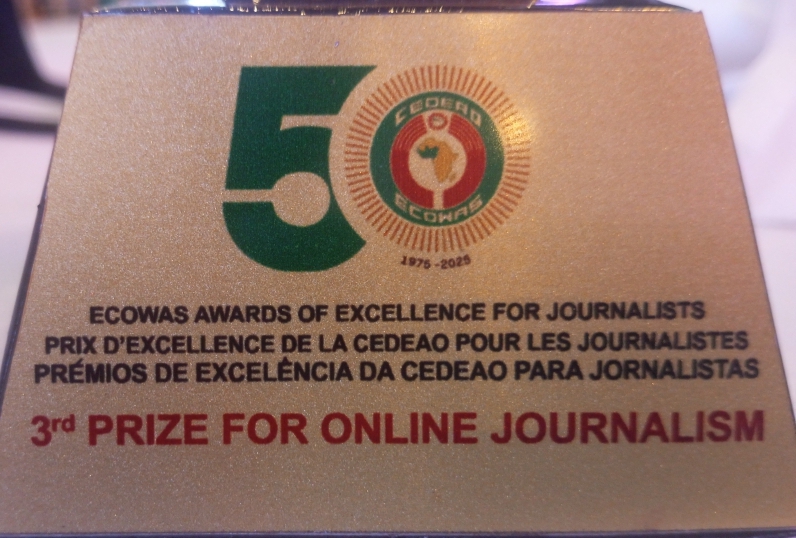 50
CEDEAO
ECOWAS
1975 - 2025
ECOWAS AWARDS OF EXCELLENCE FOR JOURNALISTS
PRIX D'EXCELLENCE DE LA CEDEAO POUR LES JOURNALISTES
PRÉMIOS DE EXCELÊNCIA DA CEDEAO PARA JORNALISTAS
3rd PRIZE FOR ONLINE JOURNALISM